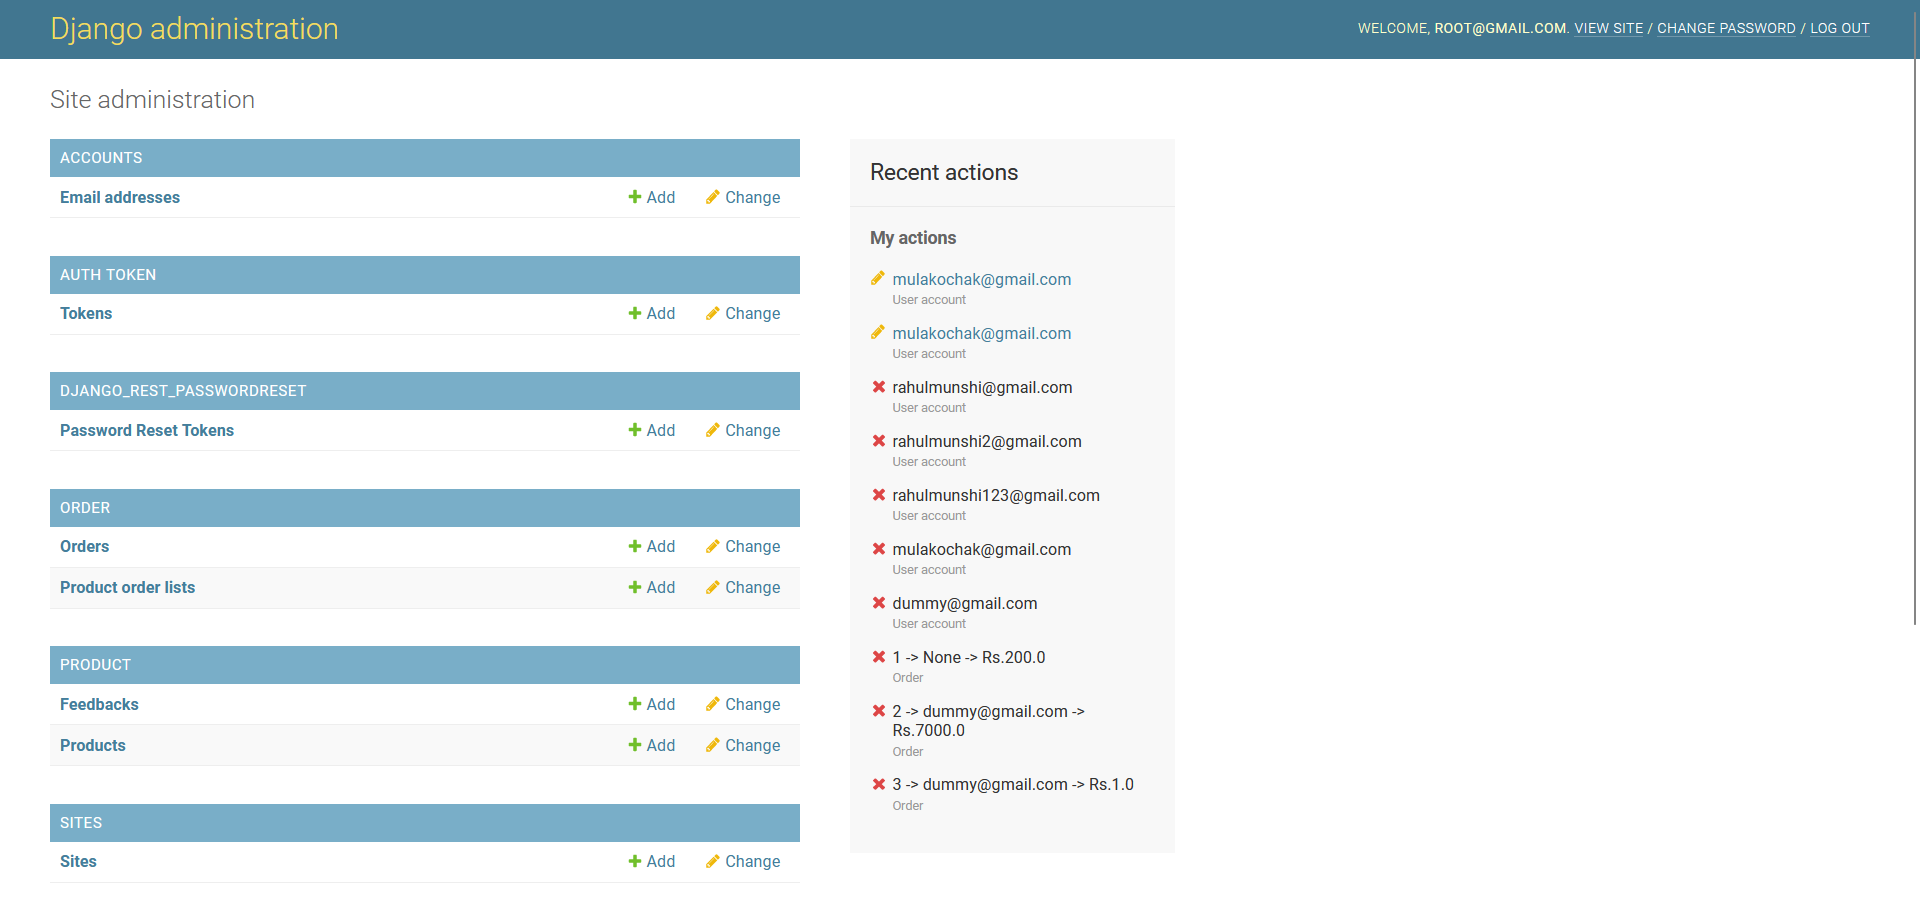 Django administration
WELCOME, ROOT@GMAIL.COM. VIEW SITE / CHANGE PASSWORD / LOG OUT
Site administration
ACCOUNTS
Email addresses Add Change
AUTH TOKEN
Tokens Add Change
DJANGO_REST_PASSWORDRESET
Password Reset Tokens Add Change
ORDER
Orders Add Change
Product order lists Add Change
PRODUCT
Feedbacks Add Change
Products Add Change
SITES
Sites Add Change
Recent actions
My actions
mulakochak@gmail.com
User account
mulakochak@gmail.com
User account
rahulmunshi@gmail.com
User account
rahulmunshi2@gmail.com
User account
rahulmunshi123@gmail.com
User account
mulakochak@gmail.com
User account
dummy@gmail.com
User account
1 -> None -> Rs.200.0
Order
2 -> dummy@gmail.com ->
Rs.7000.0
Order
3 -> dummy@gmail.com -> Rs.1.0
Order